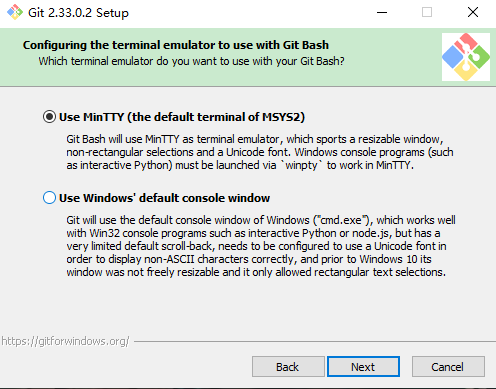 Git 2.33.0.2 Setup
Configuring the terminal emulator to use with Git Bash
Which terminal emulator do you want to use with your Git Bash?
Use MinTTY (the default terminal of MSYS2)
Git Bash will use MinTTY as terminal emulator, which sports a resizable window,
non-rectangular selections and a Unicode font. Windows console programs (such
as interactive Python) must be launched via `winpty` to work in MinTTY.
Use Windows' default console window
Git will use the default console window of Windows ("cmd.exe"), which works well
with Win32 console programs such as interactive Python or node.js, but has a
very limited default scroll-back, needs to be configured to use a Unicode font in
order to display non-ASCII characters correctly, and prior to Windows 10 its
window was not freely resizable and it only allowed rectangular text selections.
https://gitforwindows.org/
Back
Next
Cancel